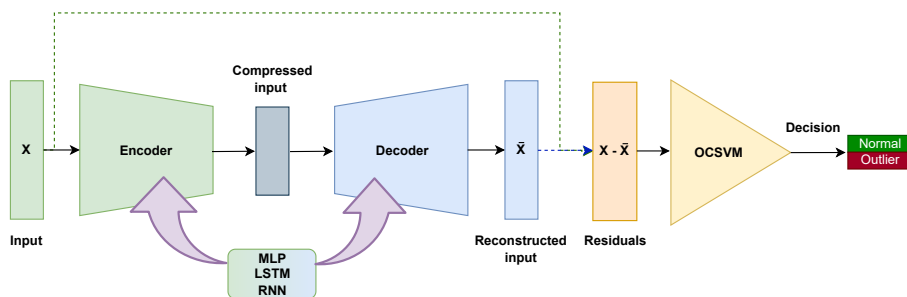 Compressed
input
Decision
X
Encoder
Decoder
X̄
X - X̄
OCSVM
Normal
Outlier
Input
Reconstructed
input
Residuals
MLP
LSTM
RNN